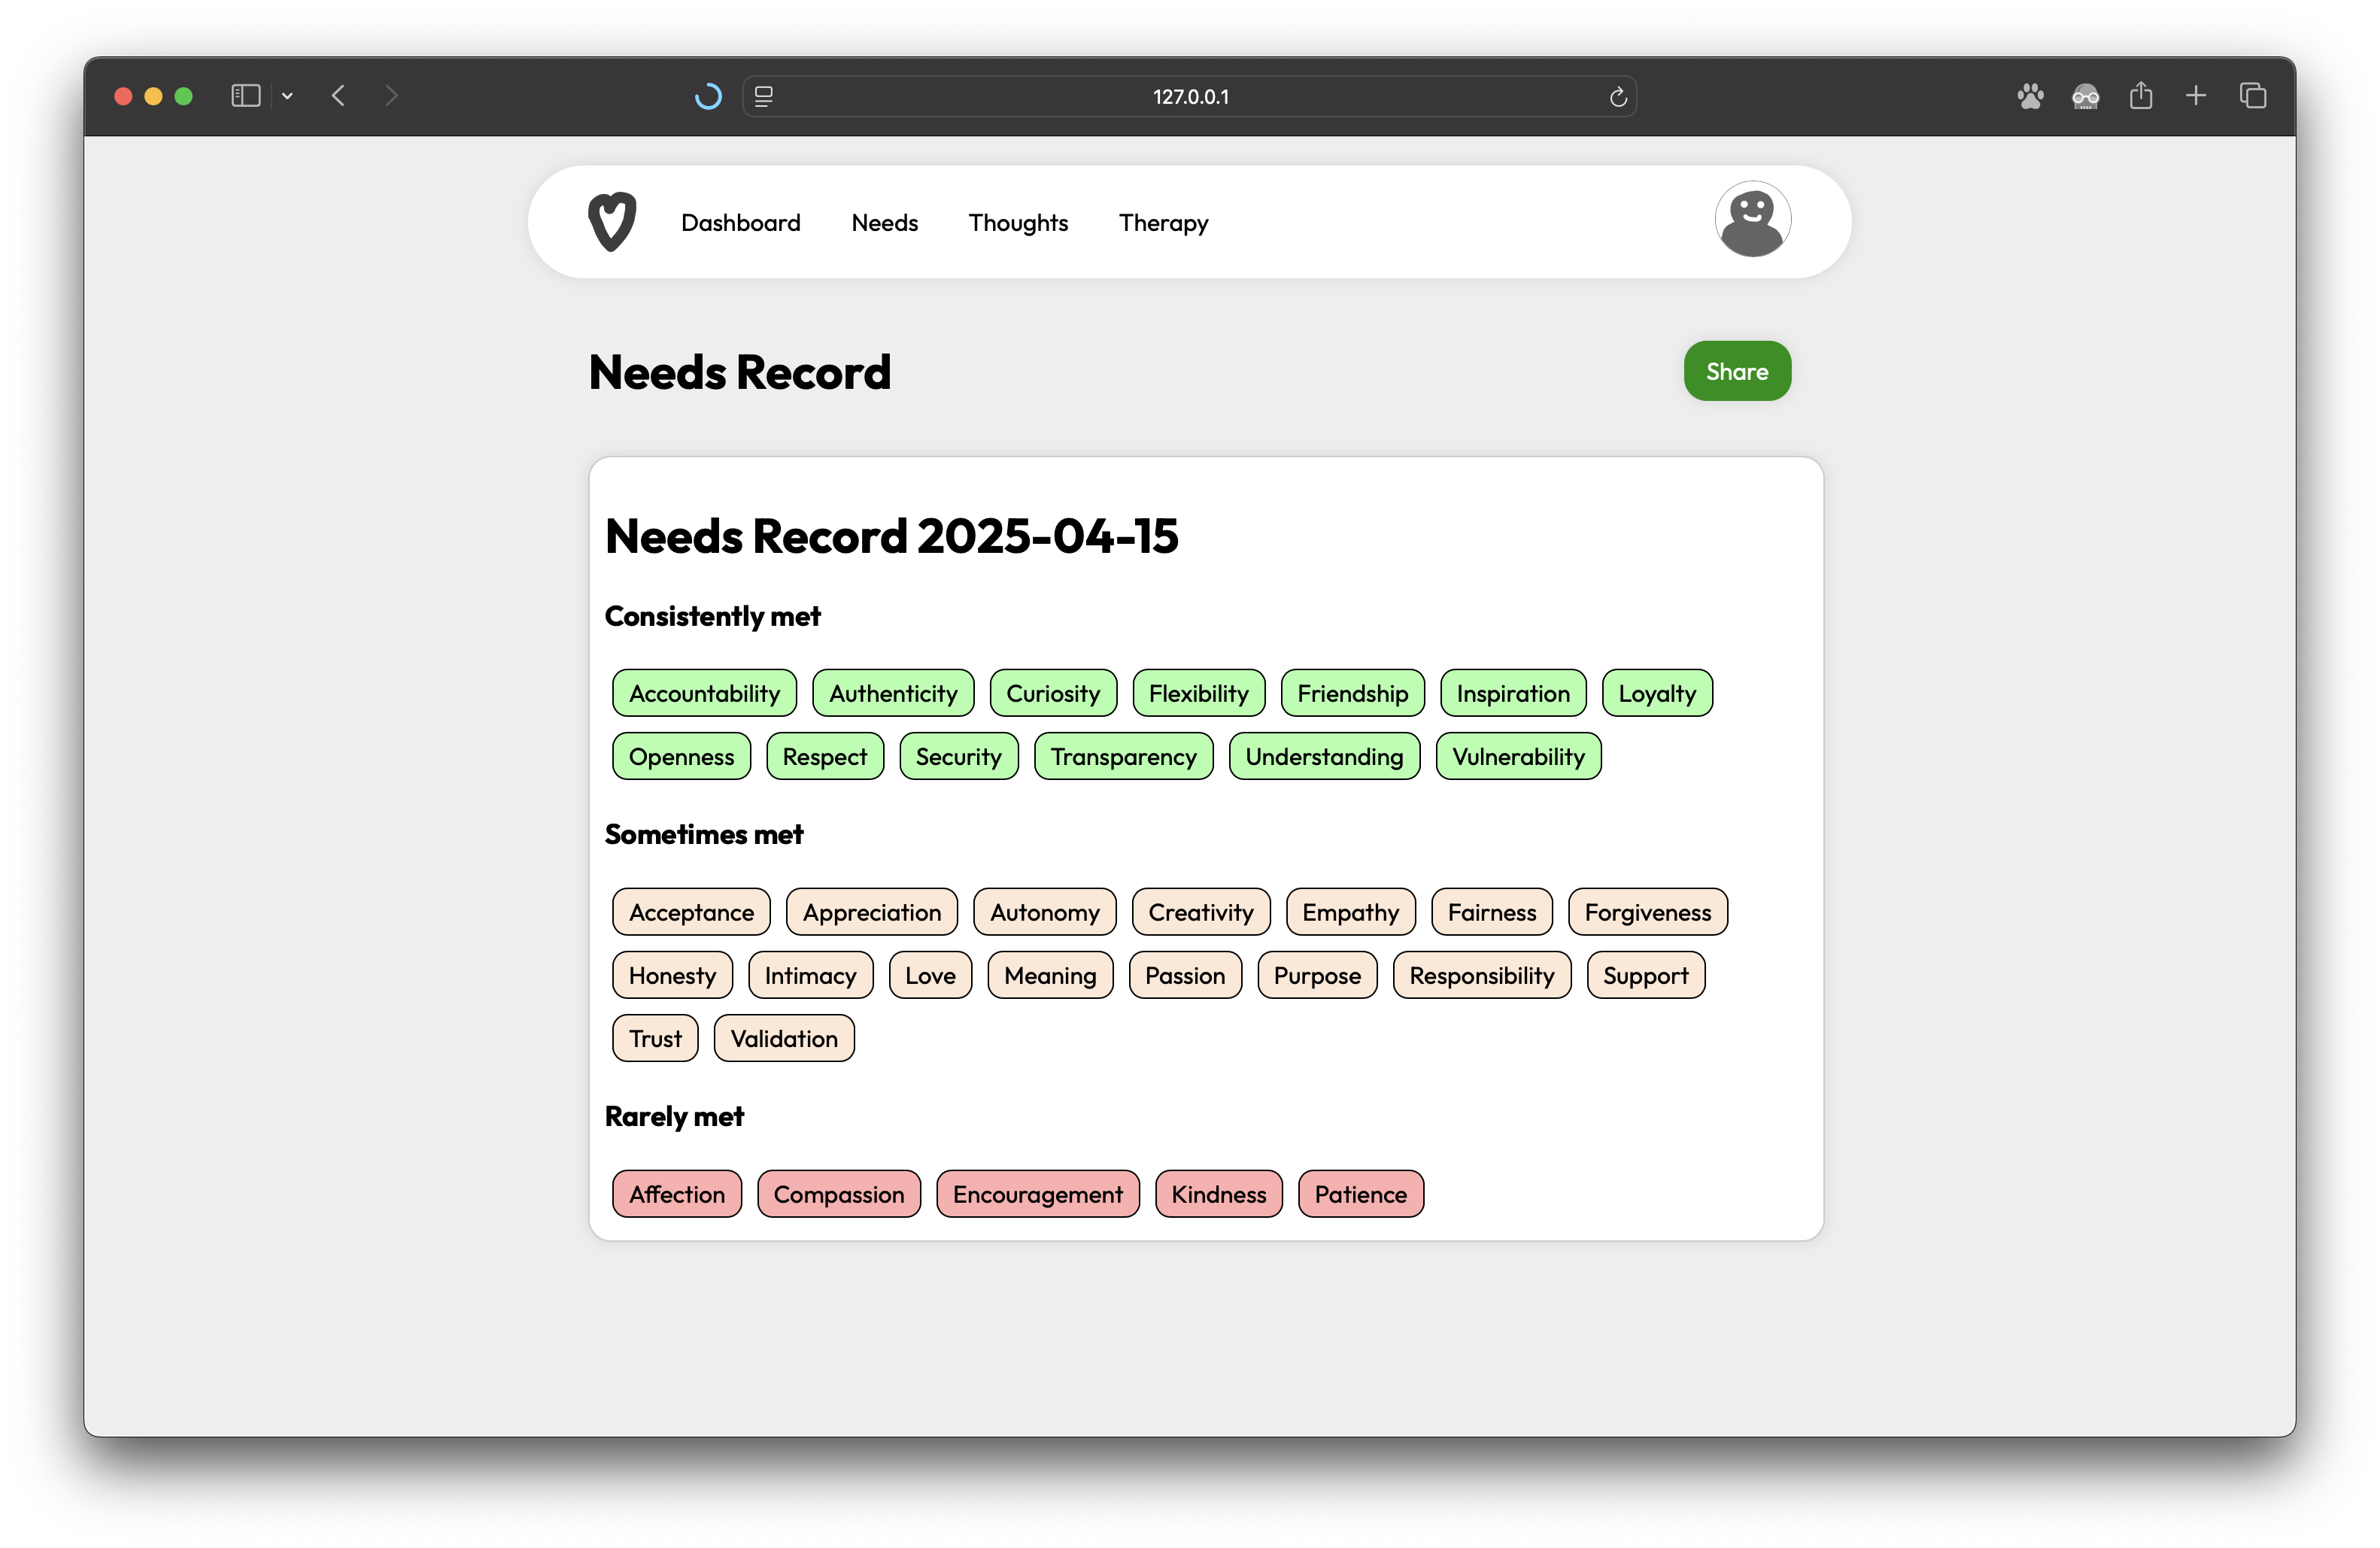 127.0.0.1
Dashboard Needs Thoughts Therapy
Needs Record
Share
Needs Record 2025-04-15
Consistently met
Accountability Authenticity Curiosity Flexibility Friendship Inspiration Loyalty
Openness Respect Security Transparency Understanding Vulnerability
Sometimes met
Acceptance Appreciation Autonomy Creativity Empathy Fairness Forgiveness
Honesty Intimacy Love Meaning Passion Purpose Responsibility Support
Trust Validation
Rarely met
Affection Compassion Encouragement Kindness Patience